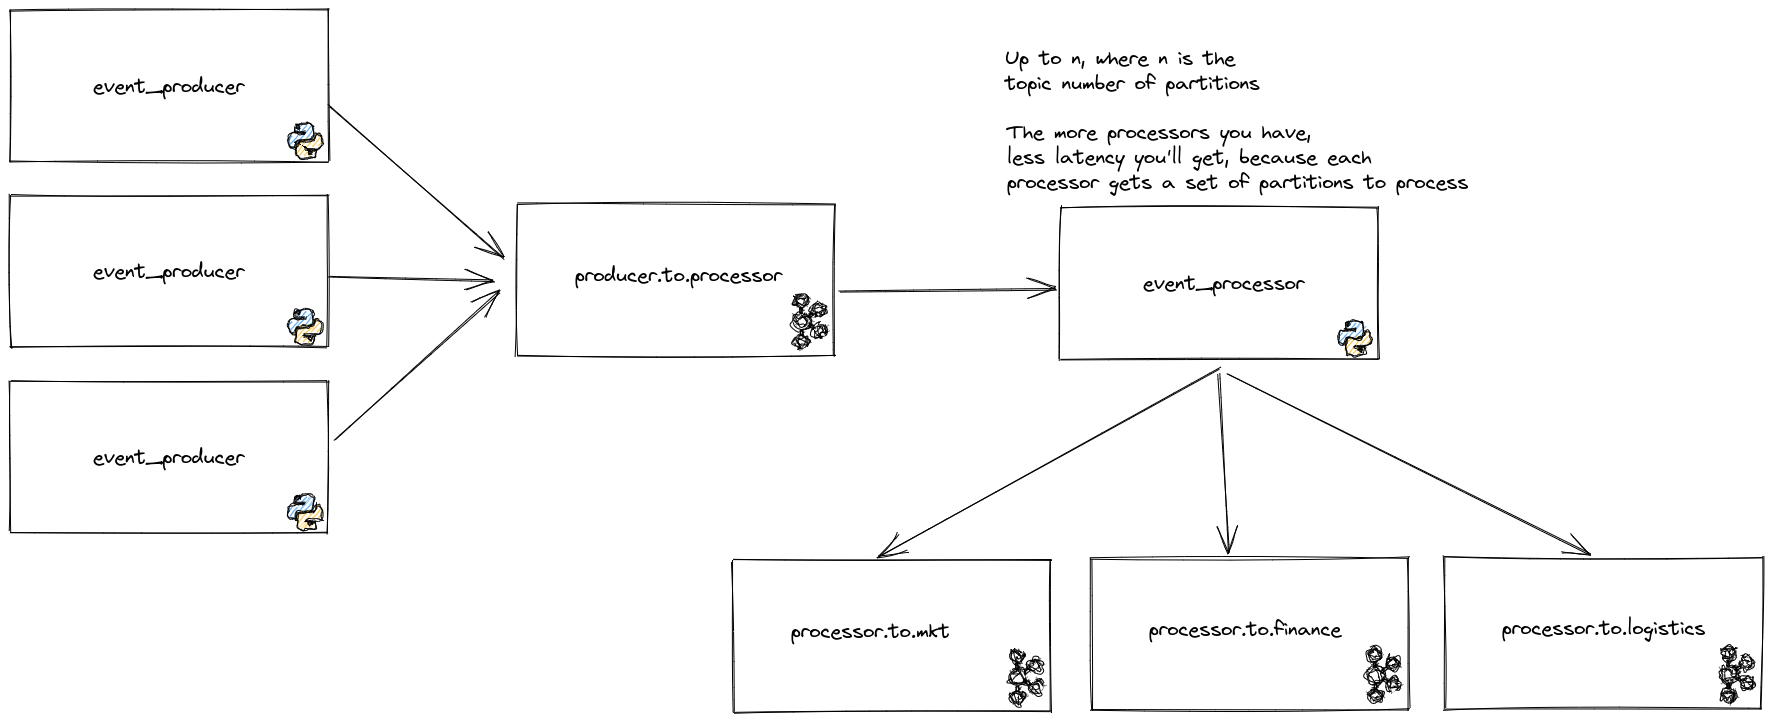 event_producer
event_producer
event_producer
producer.to.processor
Up to n, where n is the
topic number of partitions
The more processors you have,
less latency you'll get, because each
processor gets a set of partitions to process
event_processor
processor.to.mkt
processor.to.finance
processor.to.logistics